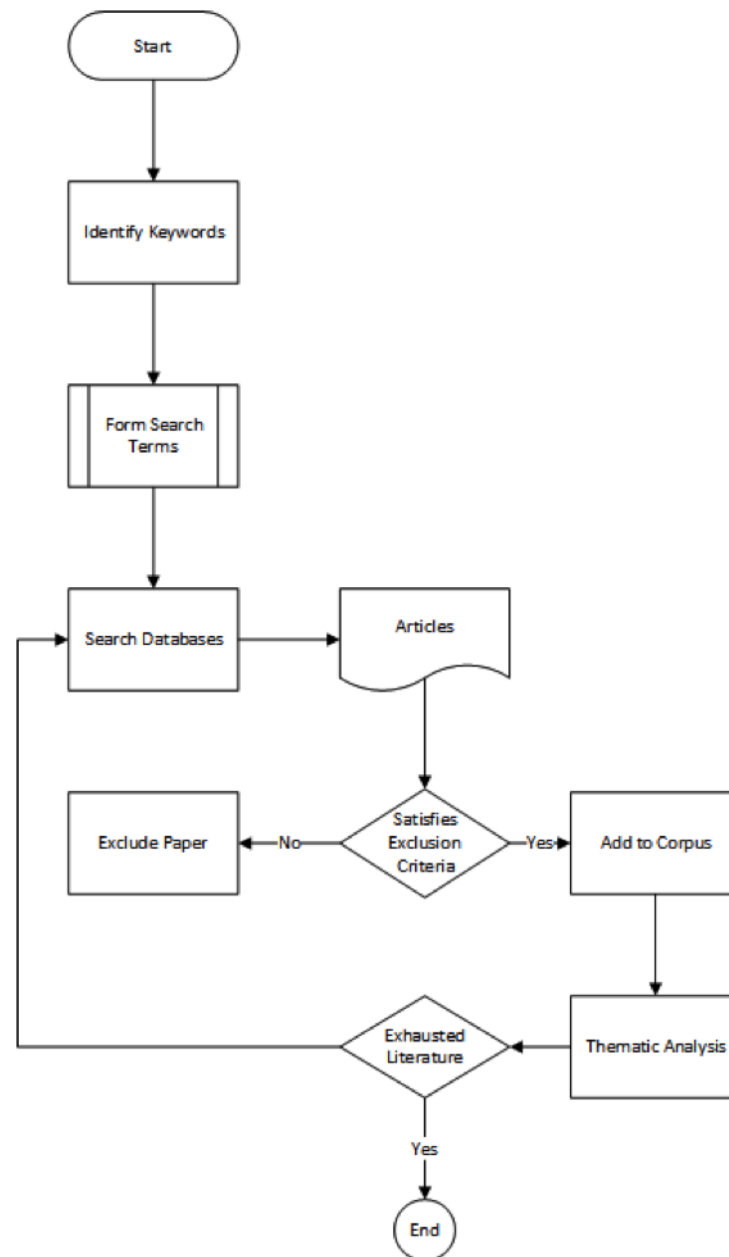 Start
Identify Keywords
Form Search
Terms
Search Databases
Articles
Exclude Paper
No
Satisfies
Exclusion
Criteria
Yes
Add to Corpus
Exhausted
Literature
Thematic Analysis
Yes
End